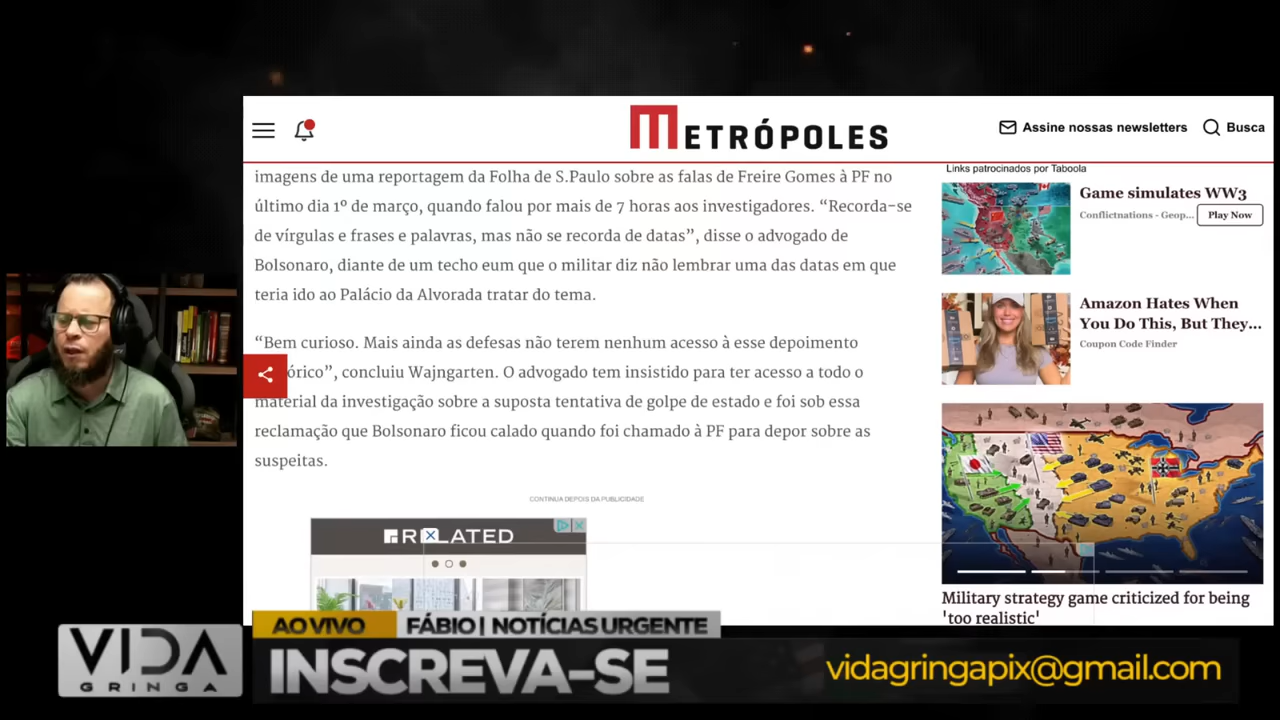 METRÓPOLES
Assine nossas newsletters
Busca
imagens de uma reportagem da Folha de S.Paulo sobre as falas de Freire Gomes à PF no
último dia 1º de março, quando falou por mais de 7 horas aos investigadores. “Recorda-se
de vírgulas e frases e palavras, mas não se recorda de datas”, disse o advogado de
Bolsonaro, diante de um techo eum que o militar diz não lembrar uma das datas em que
teria ido ao Palácio da Alvorada tratar do tema.
“Bem curioso. Mais ainda as defesas não terem nenhum acesso à esse depoimento
órico”, concluiu Wajngarten. O advogado tem insistido para ter acesso a todo o
material da investigação sobre a suposta tentativa de golpe de estado e foi sob essa
reclamação que Bolsonaro ficou calado quando foi chamado à PF para depor sobre as
suspeitas.
CONTINUA DEPOIS DA PUBLICIDADE
RELATED
Links patrocinados por Taboola
Game simulates WW3
Conflictnations - Geop...
Play Now
Amazon Hates When
You Do This, But They...
Coupon Code Finder
Military strategy game criticized for being
'too realistic'
VIDA
GRINGA
AO VIVO
FÁBIO | NOTÍCIAS URGENTE
INSCREVA-SE
vidagringapix@gmail.com